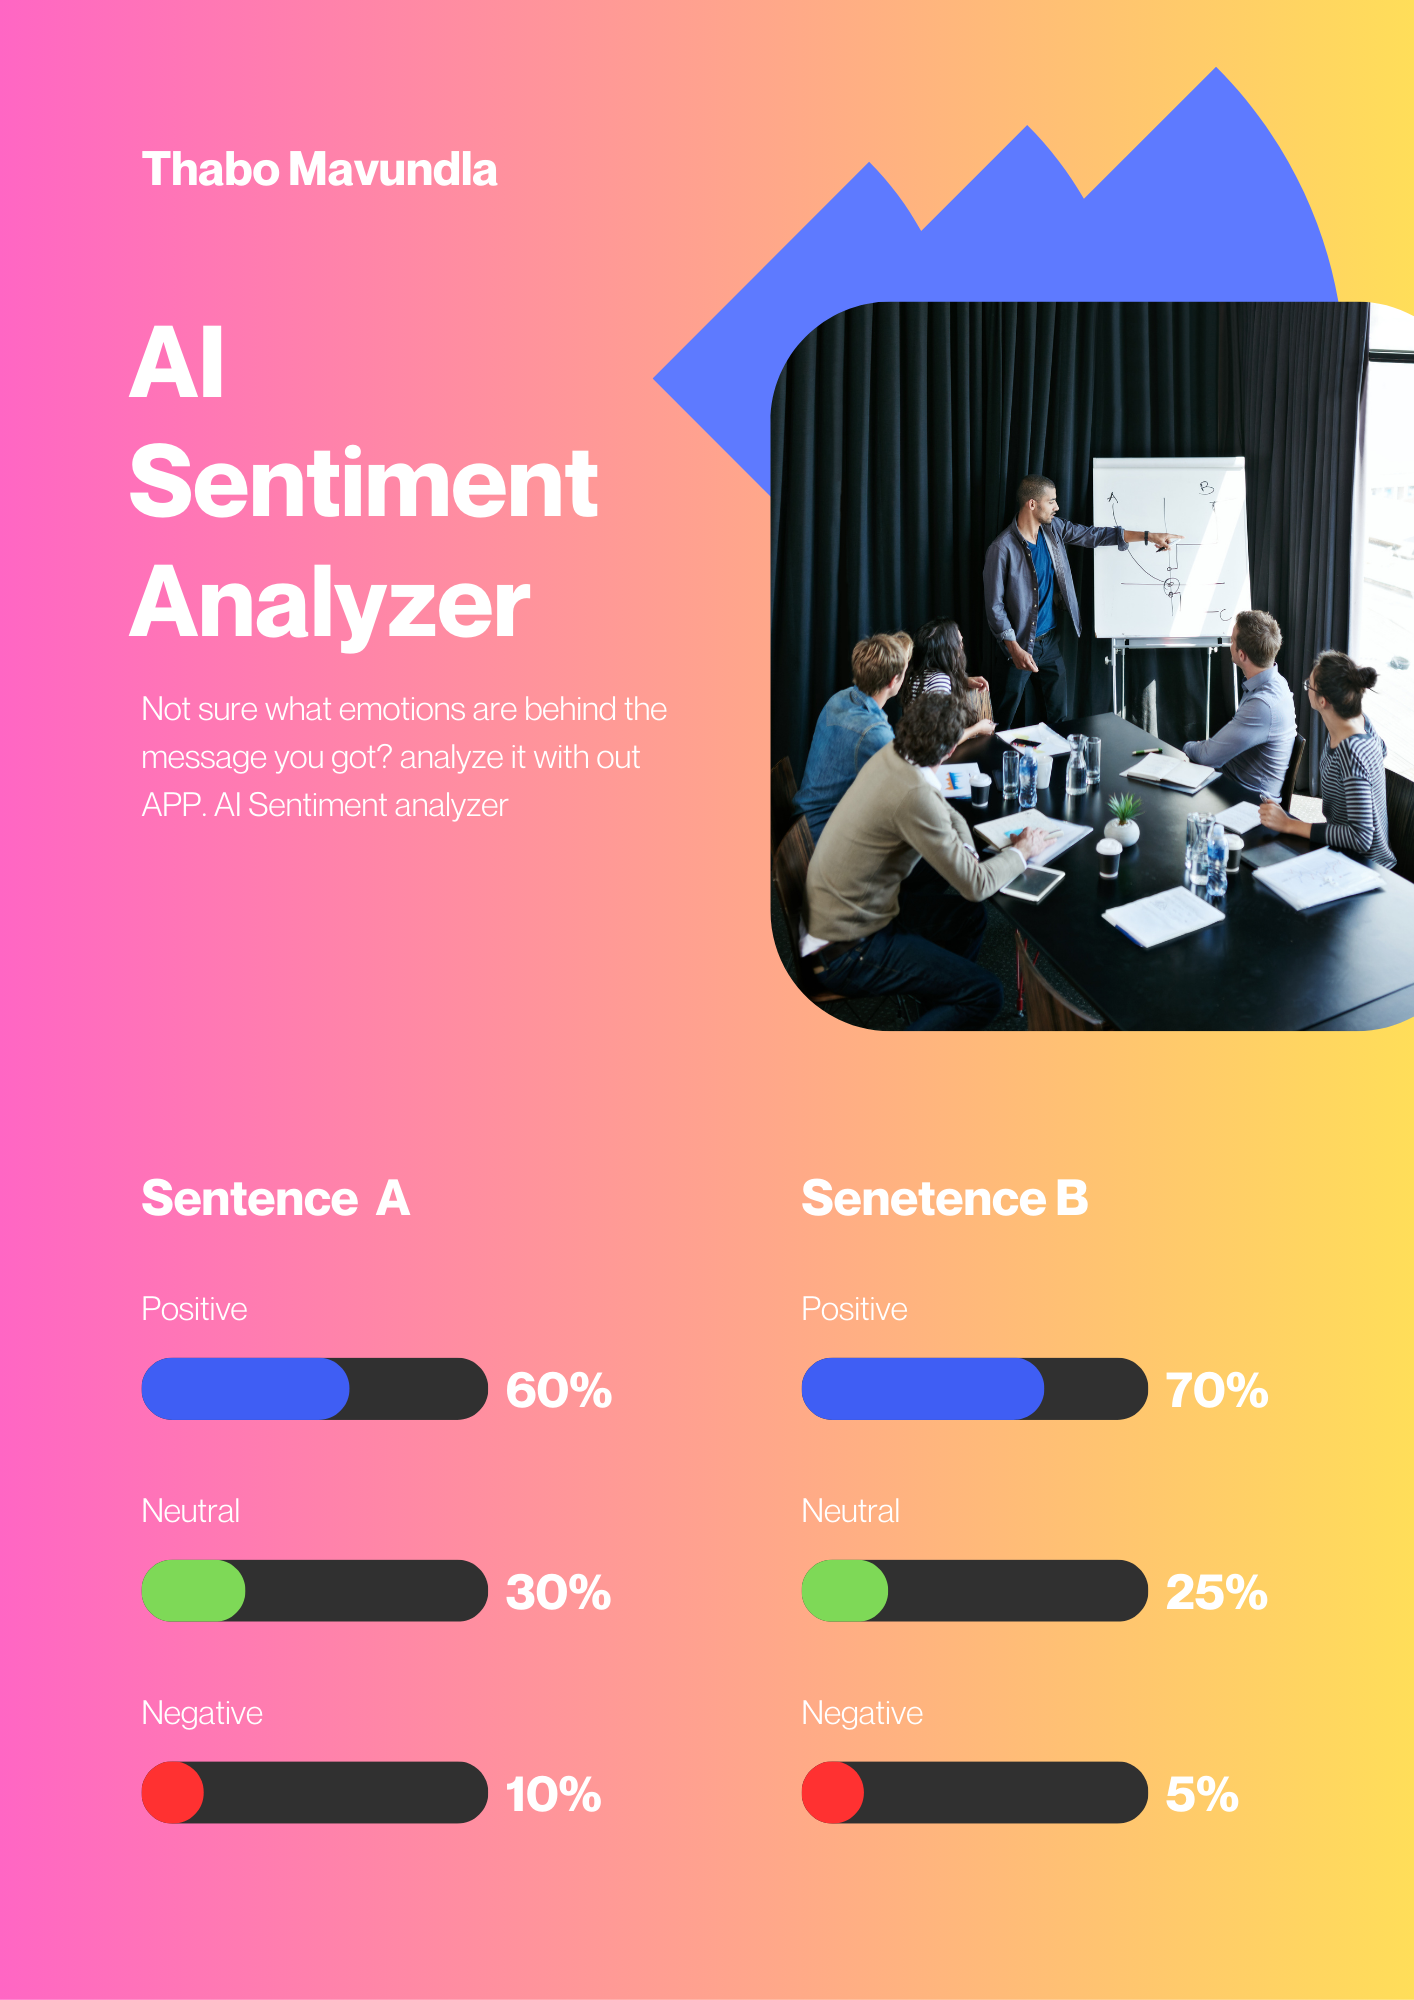 Thabo Mavundla
AI
Sentiment
Analyzer
Not sure what emotions are behind the
message you got? analyze it with out
APP. AI Sentiment analyzer
A
B
C
Sentence A
Positive
60%
Neutral
30%
Negative
10%
Senetence B
Positive
70%
Neutral
25%
Negative
5%